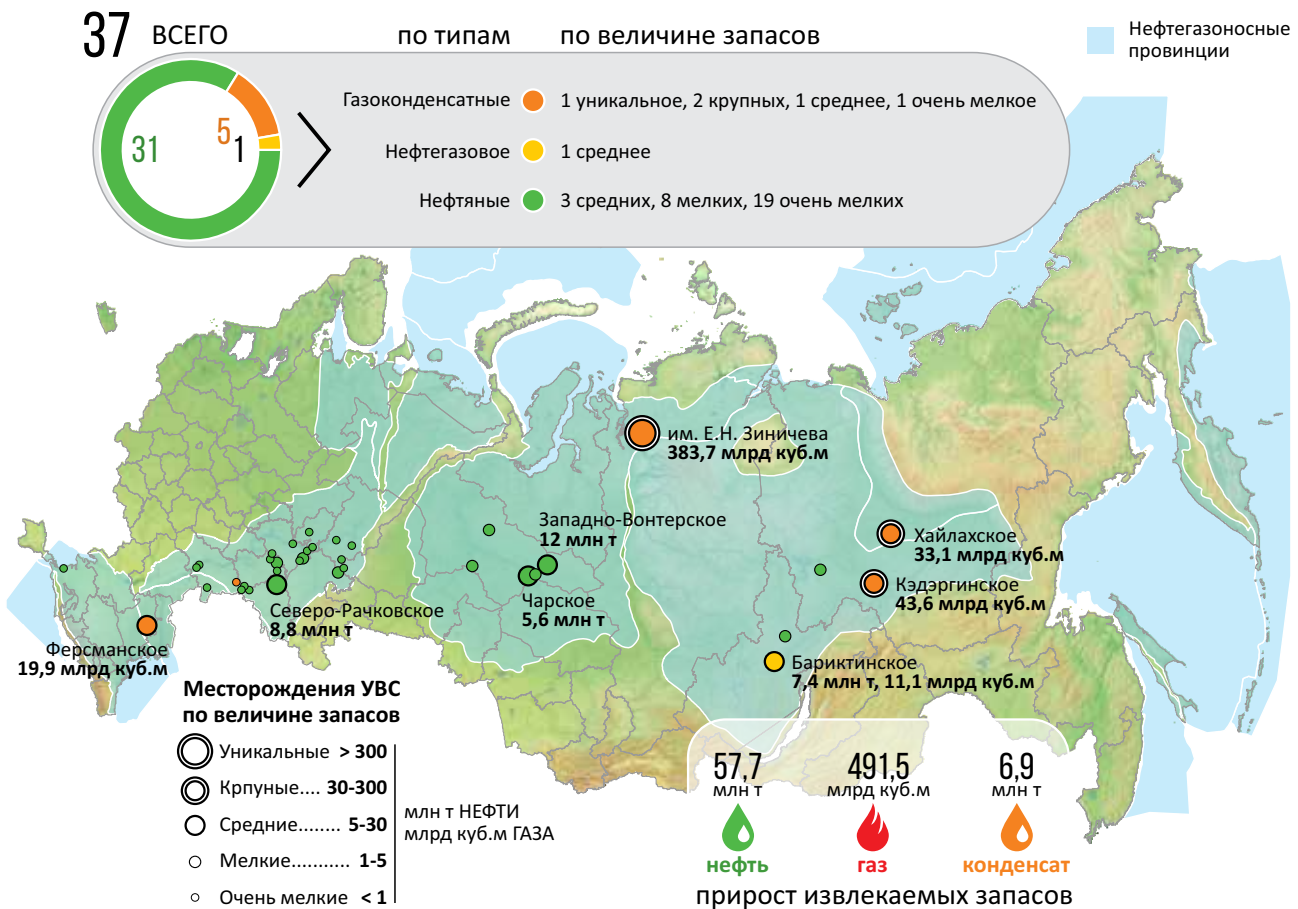 37 ВСЕГО
по типам
по величине запасов
Нефтегазоносные
провинции
31
5
1
Газоконденсатные
1 уникальное, 2 крупных, 1 среднее, 1 очень мелкое
Нефтегазовое
1 среднее
Нефтяные
3 средних, 8 мелких, 19 очень мелких
им. Е.Н. Зиничева
383,7 млрд куб.м
Западно-Вонтерское
12 млн т
Хайлахское
33,1 млрд куб.м
Кэдэргинское
43,6 млрд куб.м
Чарское
5,6 млн т
Северо-Рачковское
8,8 млн т
Ферсманское
19,9 млрд куб.м
Бариктинское
7,4 млн т, 11,1 млрд куб.м
Месторождения УВС
по величине запасов
Уникальные > 300
Крпуные.... 30-300
Средние........ 5-30
Мелкие........... 1-5
Очень мелкие < 1
млн т НЕФТИ
млрд куб.м ГАЗА
57,7
млн т
нефть
491,5
млрд куб.м
газ
6,9
млн т
конденсат
прирост извлекаемых запасов